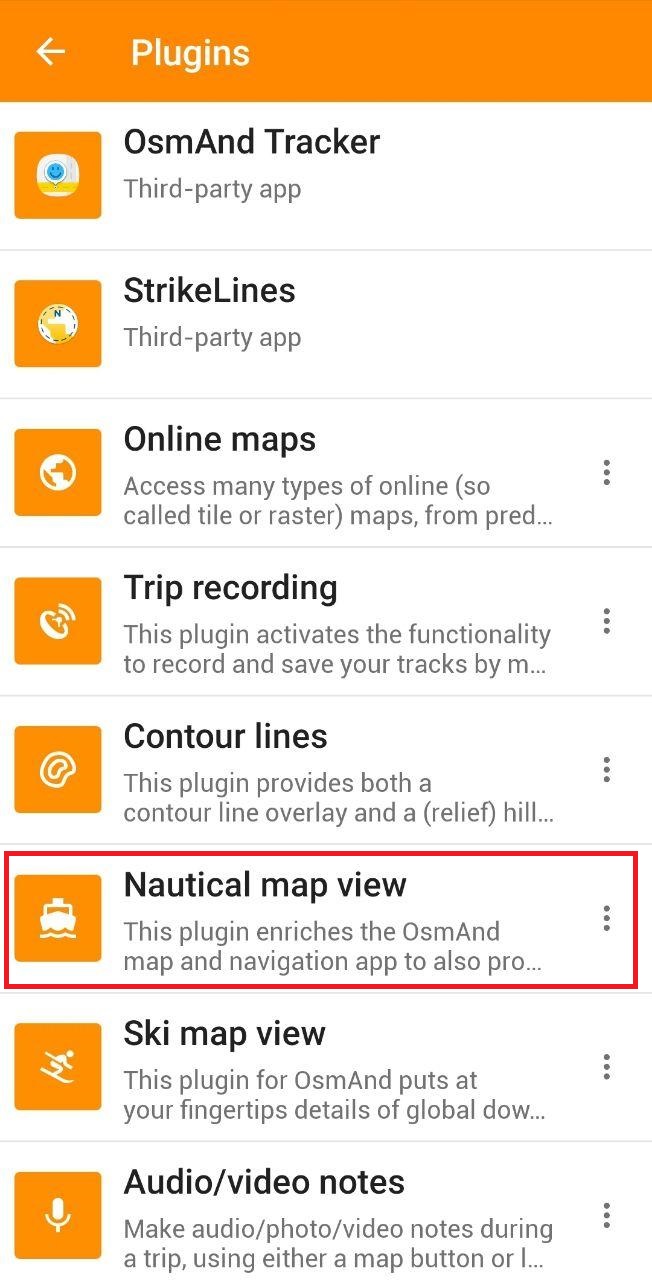 Plugins
OsmAnd Tracker
Third-party app
StrikeLines
N
Third-party app
Online maps
Access many types of online (so
called tile or raster) maps, from pred...
Trip recording
This plugin activates the functionality
to record and save your tracks by m...
Contour lines
This plugin provides both a
contour line overlay and a (relief) hill...
Nautical map view
This plugin enriches the OsmAnd
map and navigation app to also pro...
Ski map view
This plugin for OsmAnd puts at
your fingertips details of global dow...
Audio/video notes
Make audio/photo/video notes during
a trip, using either a map button or l...